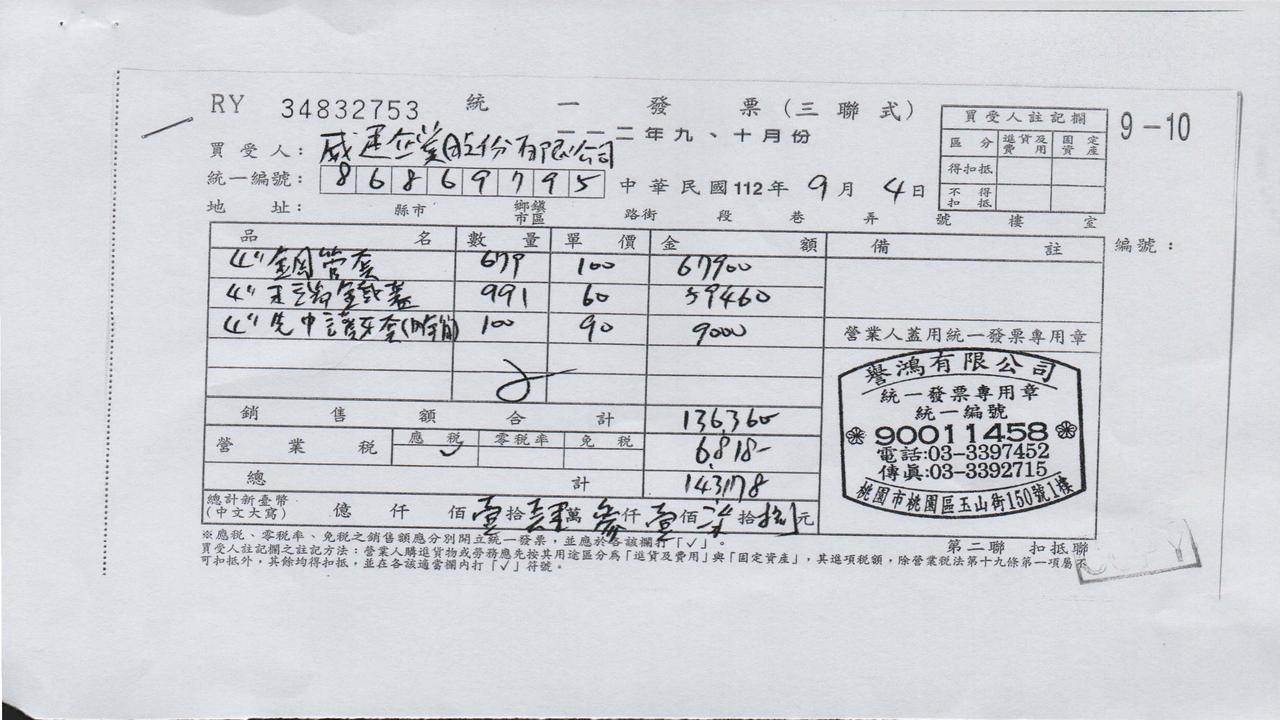 RY 34832753 統一發票(三聯式)
一一二年九、十月份
9-10
買受人註記欄
區分 進貨及費用 固定資產
得扣抵
不得扣抵
買受人:威運企業股份有限公司
統一編號:86869795 中華民國112年9月4日
地址: 縣市 鄉鎮市區 路街 段 巷 弄 號 樓 室
品名 數量 單價 金額 備註 編號:
4" 鋼管套 679 100 67900
4" 鐵蓋 991 60 59460
4" 100 90 9000
營業人蓋用統一發票專用章
銷售額合計 136,360
營業稅 應稅 ✓ 零稅率 免稅 6,818-
總計 143178
總計新臺幣(中文大寫) 億 仟 佰 壹拾肆萬參仟壹佰柒拾捌元
譽鴻有限公司
統一發票專用章
統一編號
90011458
電話:03-3397452
傳真:03-3392715
桃園市桃園區玉山街150號1樓
※應稅、零稅率、免稅之銷售額應分別開立統一發票,並應於各該欄打「✓」。
第二聯 扣抵聯
買受人註記欄之註記方法:營業人購進貨物或勞務應先按其用途區分為「進貨及費用」與「固定資產」,其進項稅額,除營業稅法第十九條第一項屬不
可扣抵外,其餘均得扣抵,並在各該適當欄內打「✓」符號。